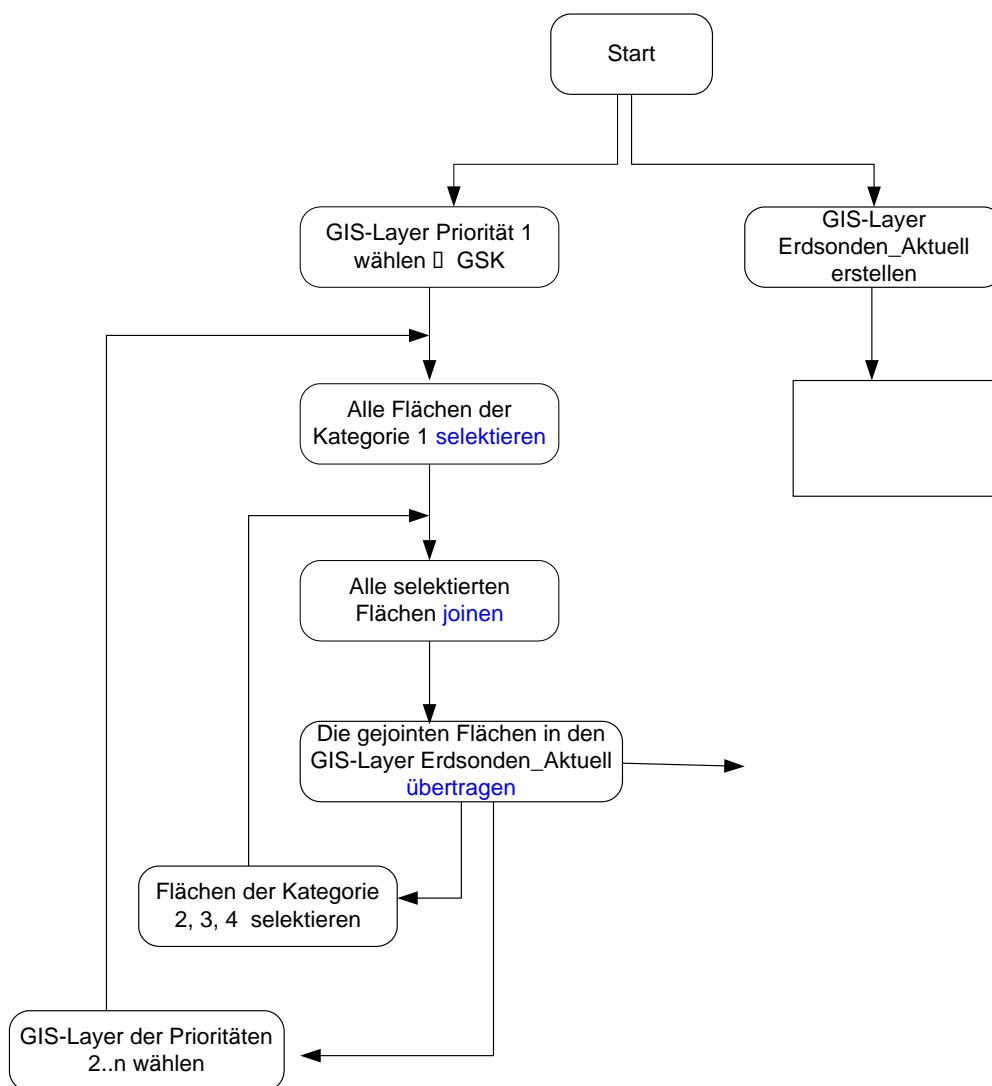 Start
GIS-Layer Priorität 1
wählen ▯ GSK
GIS-Layer
Erdsonden_Aktuell
erstellen
Alle Flächen der
Kategorie 1 selektieren
Alle selektierten
Flächen joinen
Die gejointen Flächen in den
GIS-Layer Erdsonden_Aktuell
übertragen
Flächen der Kategorie
2, 3, 4 selektieren
GIS-Layer der Prioritäten
2..n wählen